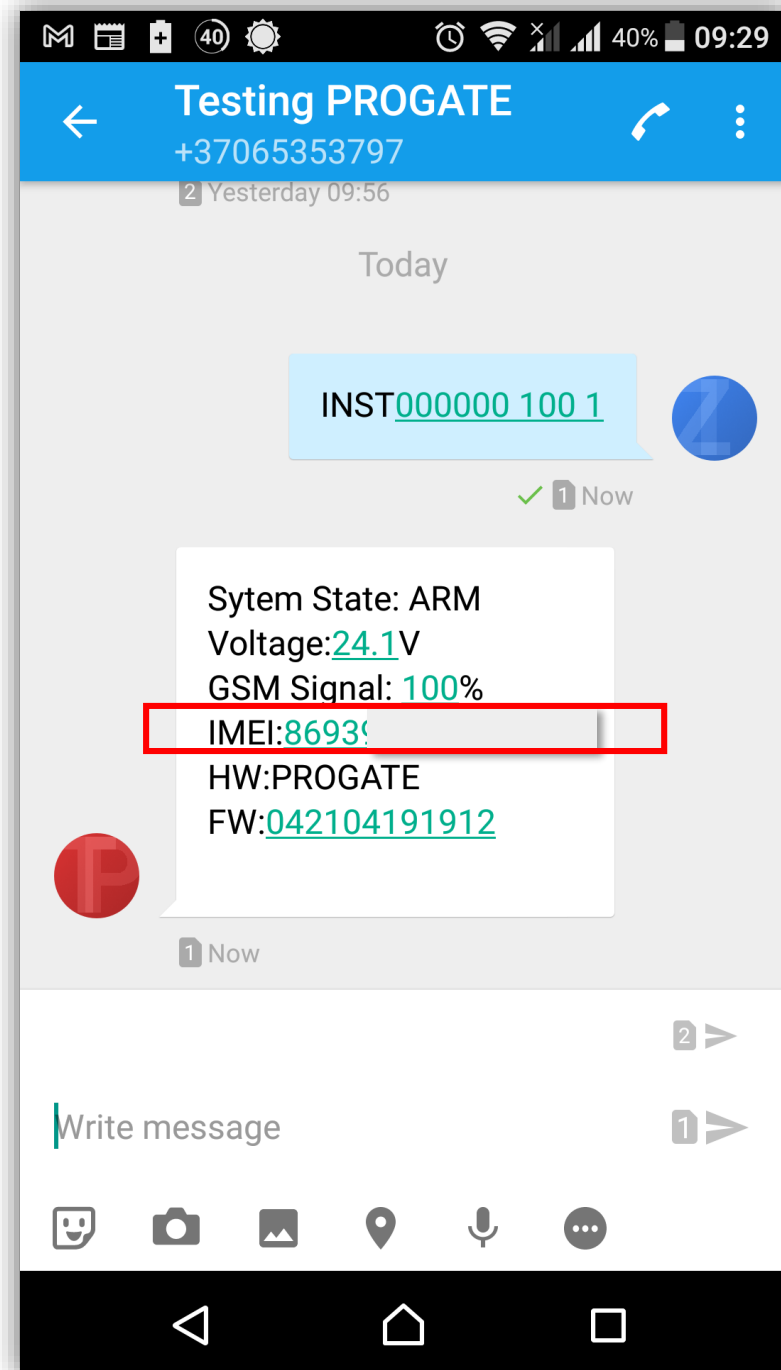 40 40% 09:29
Testing PROGATE
+37065353797
2 Yesterday 09:56
Today
INST000000 100 1
1 Now
Sytem State: ARM
Voltage:24.1V
GSM Signal: 100%
IMEI:8693
HW:PROGATE
FW:042104191912
TP
1 Now
2
Write message
1